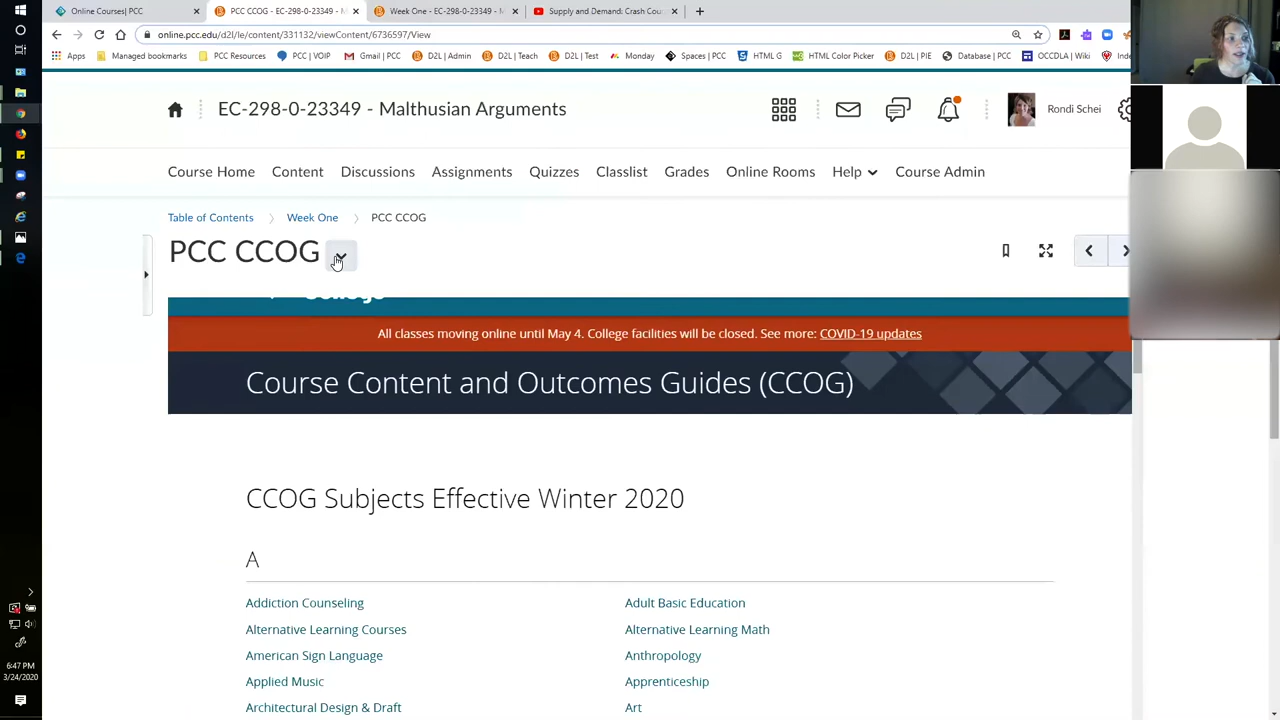 Online Courses| PCC
PCC CCOG - EC-298-0-23349 - M
Week One - EC-298-0-23349 - Mal
Supply and Demand: Crash Cou
online.pcc.edu/d2l/le/content/331132/viewContent/6736597/View
Apps
Managed bookmarks
PCC Resources
PCC | VOIP
Gmail | PCC
D2L | Admin
D2L | Teach
D2L | Test
Monday
Spaces | PCC
HTML G
HTML Color Picker
D2L | PIE
Database | PCC
OCCDLA | Wiki
Inde
EC-298-0-23349 - Malthusian Arguments
Rondi Schei
Course Home
Content
Discussions
Assignments
Quizzes
Classlist
Grades
Online Rooms
Help
Course Admin
Table of Contents
Week One
PCC CCOG
PCC CCOG
All classes moving online until May 4. College facilities will be closed. See more: COVID-19 updates
Course Content and Outcomes Guides (CCOG)
CCOG Subjects Effective Winter 2020
A
Addiction Counseling
Adult Basic Education
Alternative Learning Courses
Alternative Learning Math
American Sign Language
Anthropology
Applied Music
Apprenticeship
Architectural Design & Draft
Art
6:47 PM
3/24/2020